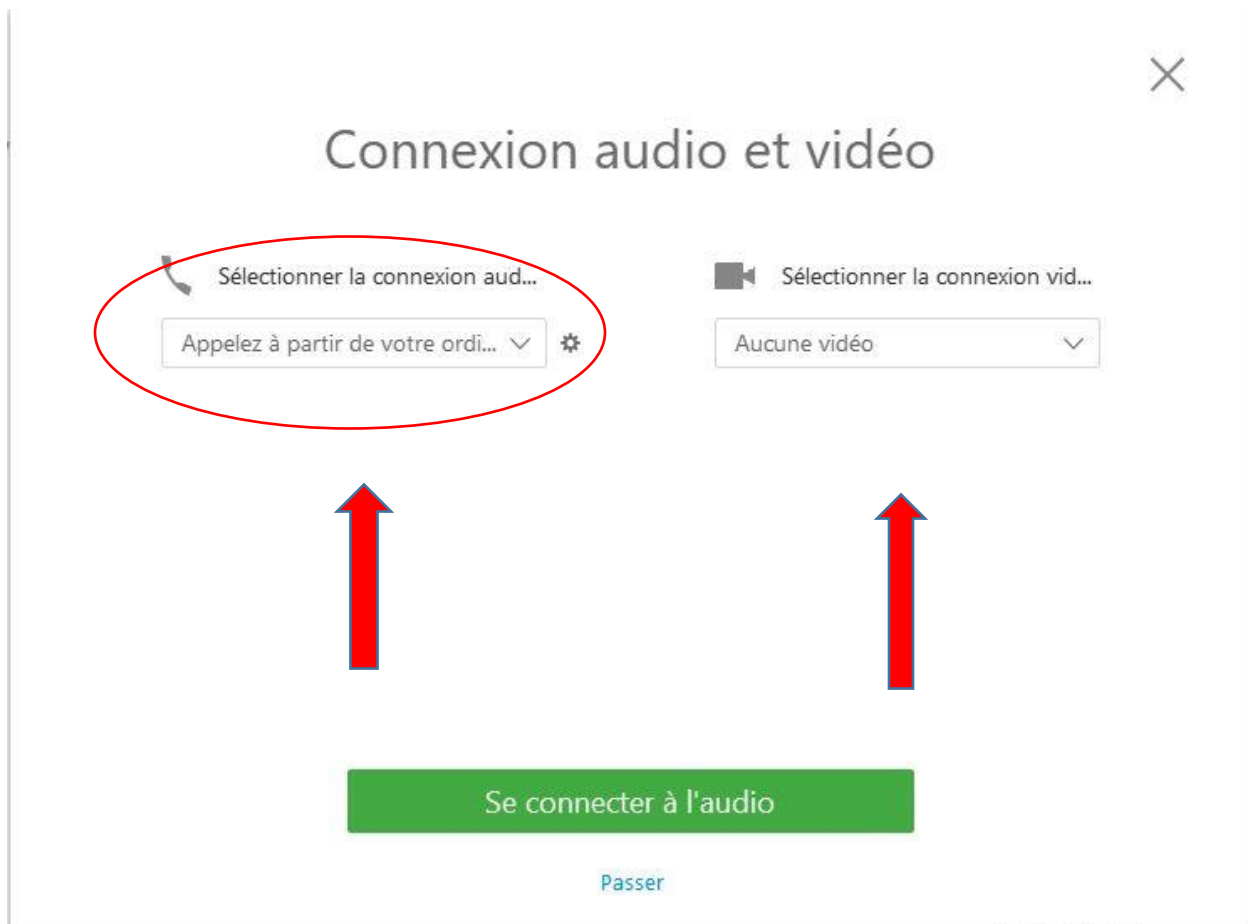 Connexion audio et vidéo
Sélectionner la connexion aud...
Sélectionner la connexion vid...
Appelez à partir de votre ordi...
Aucune vidéo
Se connecter à l'audio
Passer